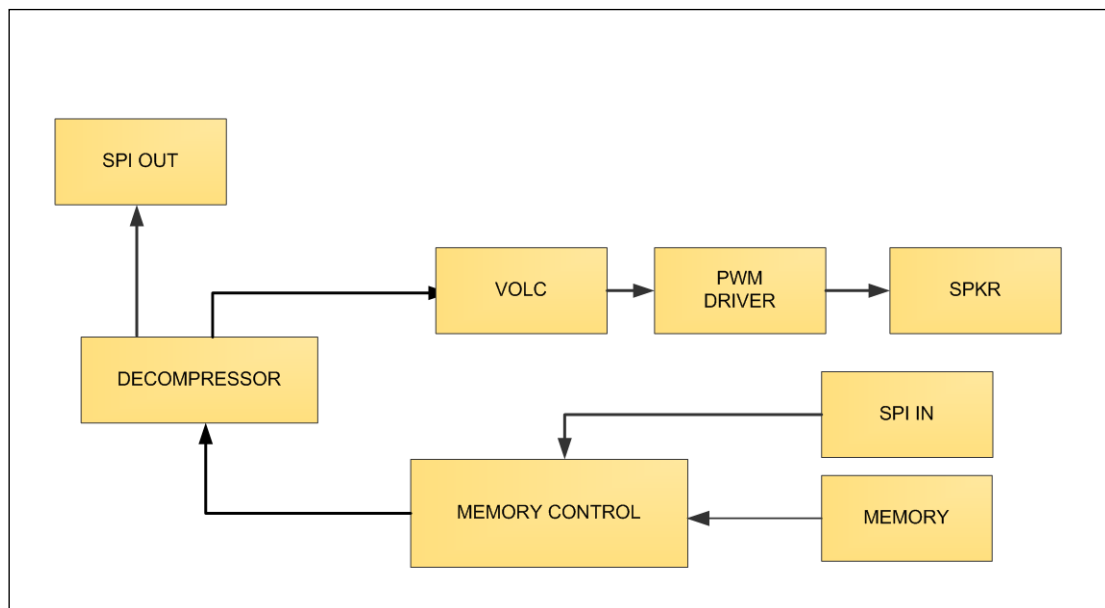 SPI OUT
VOLC
PWM
DRIVER
SPKR
DECOMPRESSOR
SPI IN
MEMORY CONTROL
MEMORY